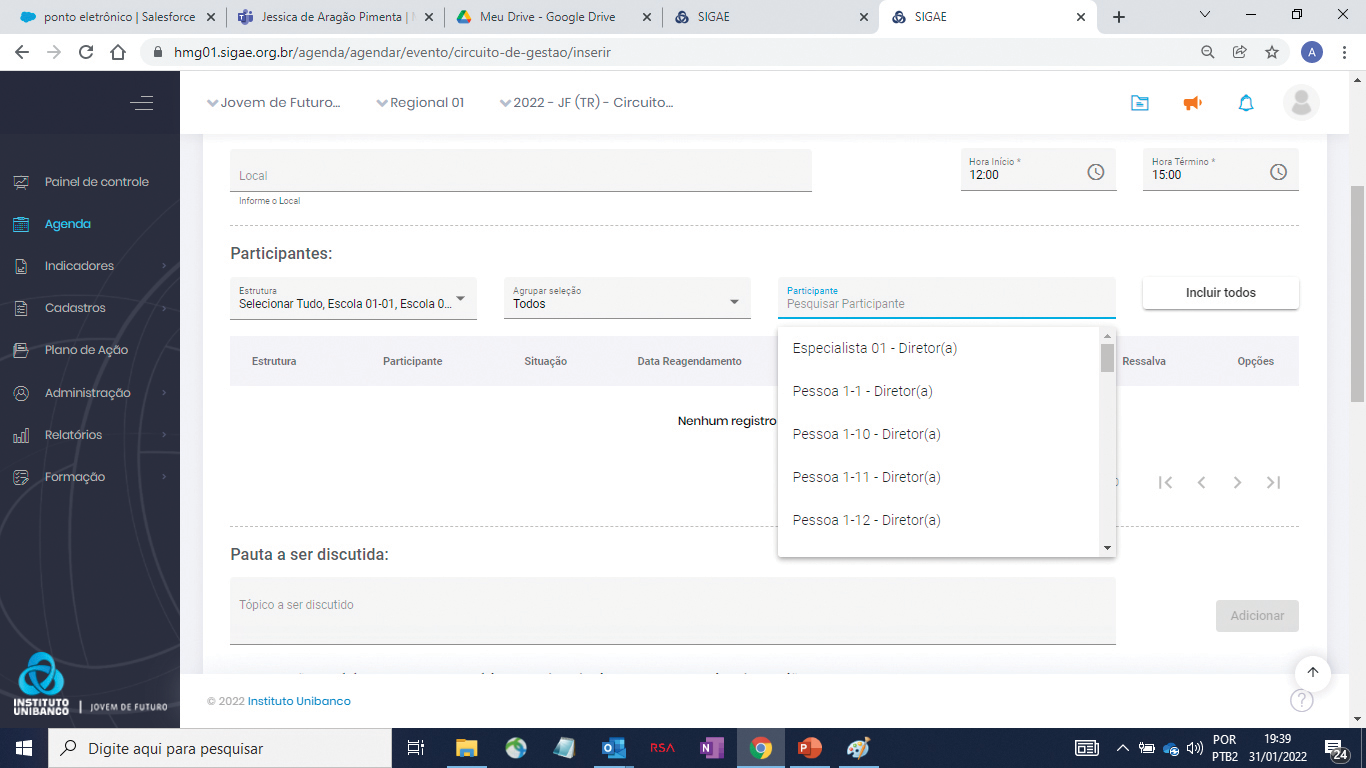 ponto eletrônico | Salesforce
Jessica de Aragão Pimenta |
Meu Drive - Google Drive
SIGAE
SIGAE
hmg01.sigae.org.br/agenda/agendar/evento/circuito-de-gestao/inserir
A
Jovem de Futuro...
Regional 01
2022 - JF (TR) - Circuito...
Painel de controle
Agenda
Indicadores
Cadastros
Plano de Ação
Administração
Relatórios
Formação
INSTITUTO UNIBANCO | JOVEM DE FUTURO
Local
Informe o Local
Hora Início *
12:00
Hora Término *
15:00
Participantes:
Estrutura
Selecionar Tudo, Escola 01-01, Escola 0...
Agrupar seleção
Todos
Participante
Pesquisar Participante
Incluir todos
Estrutura
Participante
Situação
Data Reagendamento
Ressalva
Opções
Especialista 01 - Diretor(a)
Pessoa 1-1 - Diretor(a)
Pessoa 1-10 - Diretor(a)
Pessoa 1-11 - Diretor(a)
Pessoa 1-12 - Diretor(a)
Nenhum registro
Pauta a ser discutida:
Tópico a ser discutido
Adicionar
© 2022 Instituto Unibanco
?
Digite aqui para pesquisar
RSA
POR
PTB2
19:39
31/01/2022
24